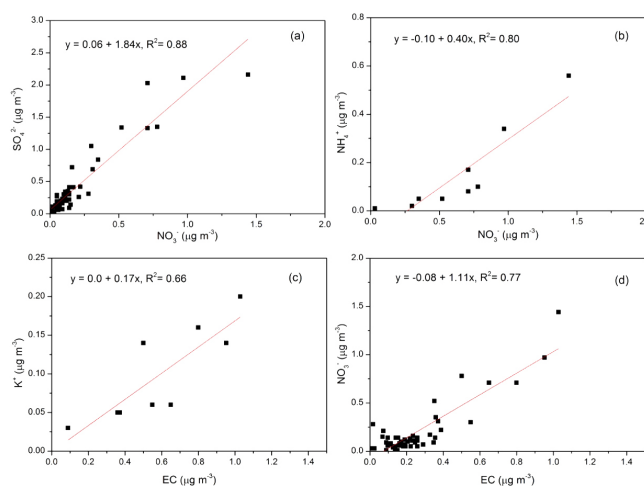 y = 0.06 + 1.84x, R²= 0.88
(a)
3.0
2.5
2.0
1.5
1.0
0.5
0.0
SO₄²⁻ (μg m⁻³)
0.5
1.0
1.5
2.0
NO₃⁻ (μg m⁻³)
y = -0.10 + 0.40x, R²= 0.80
(b)
0.8
0.6
0.4
0.2
0.0
NH₄⁺ (μg m⁻³)
0.0
0.5
1.0
1.5
NO₃⁻ (μg m⁻³)
y = 0.0 + 0.17x, R²= 0.66
(c)
0.25
0.20
0.15
0.10
0.05
0.00
K⁺ (μg m⁻³)
0.0
0.2
0.4
0.6
0.8
1.0
1.2
1.4
EC (μg m⁻³)
y = -0.08 + 1.11x, R²= 0.77
(d)
2.0
1.5
1.0
0.5
0.0
NO₃⁻ (μg m⁻³)
0.0
0.2
0.4
0.6
0.8
1.0
1.2
1.4
EC (μg m⁻³)